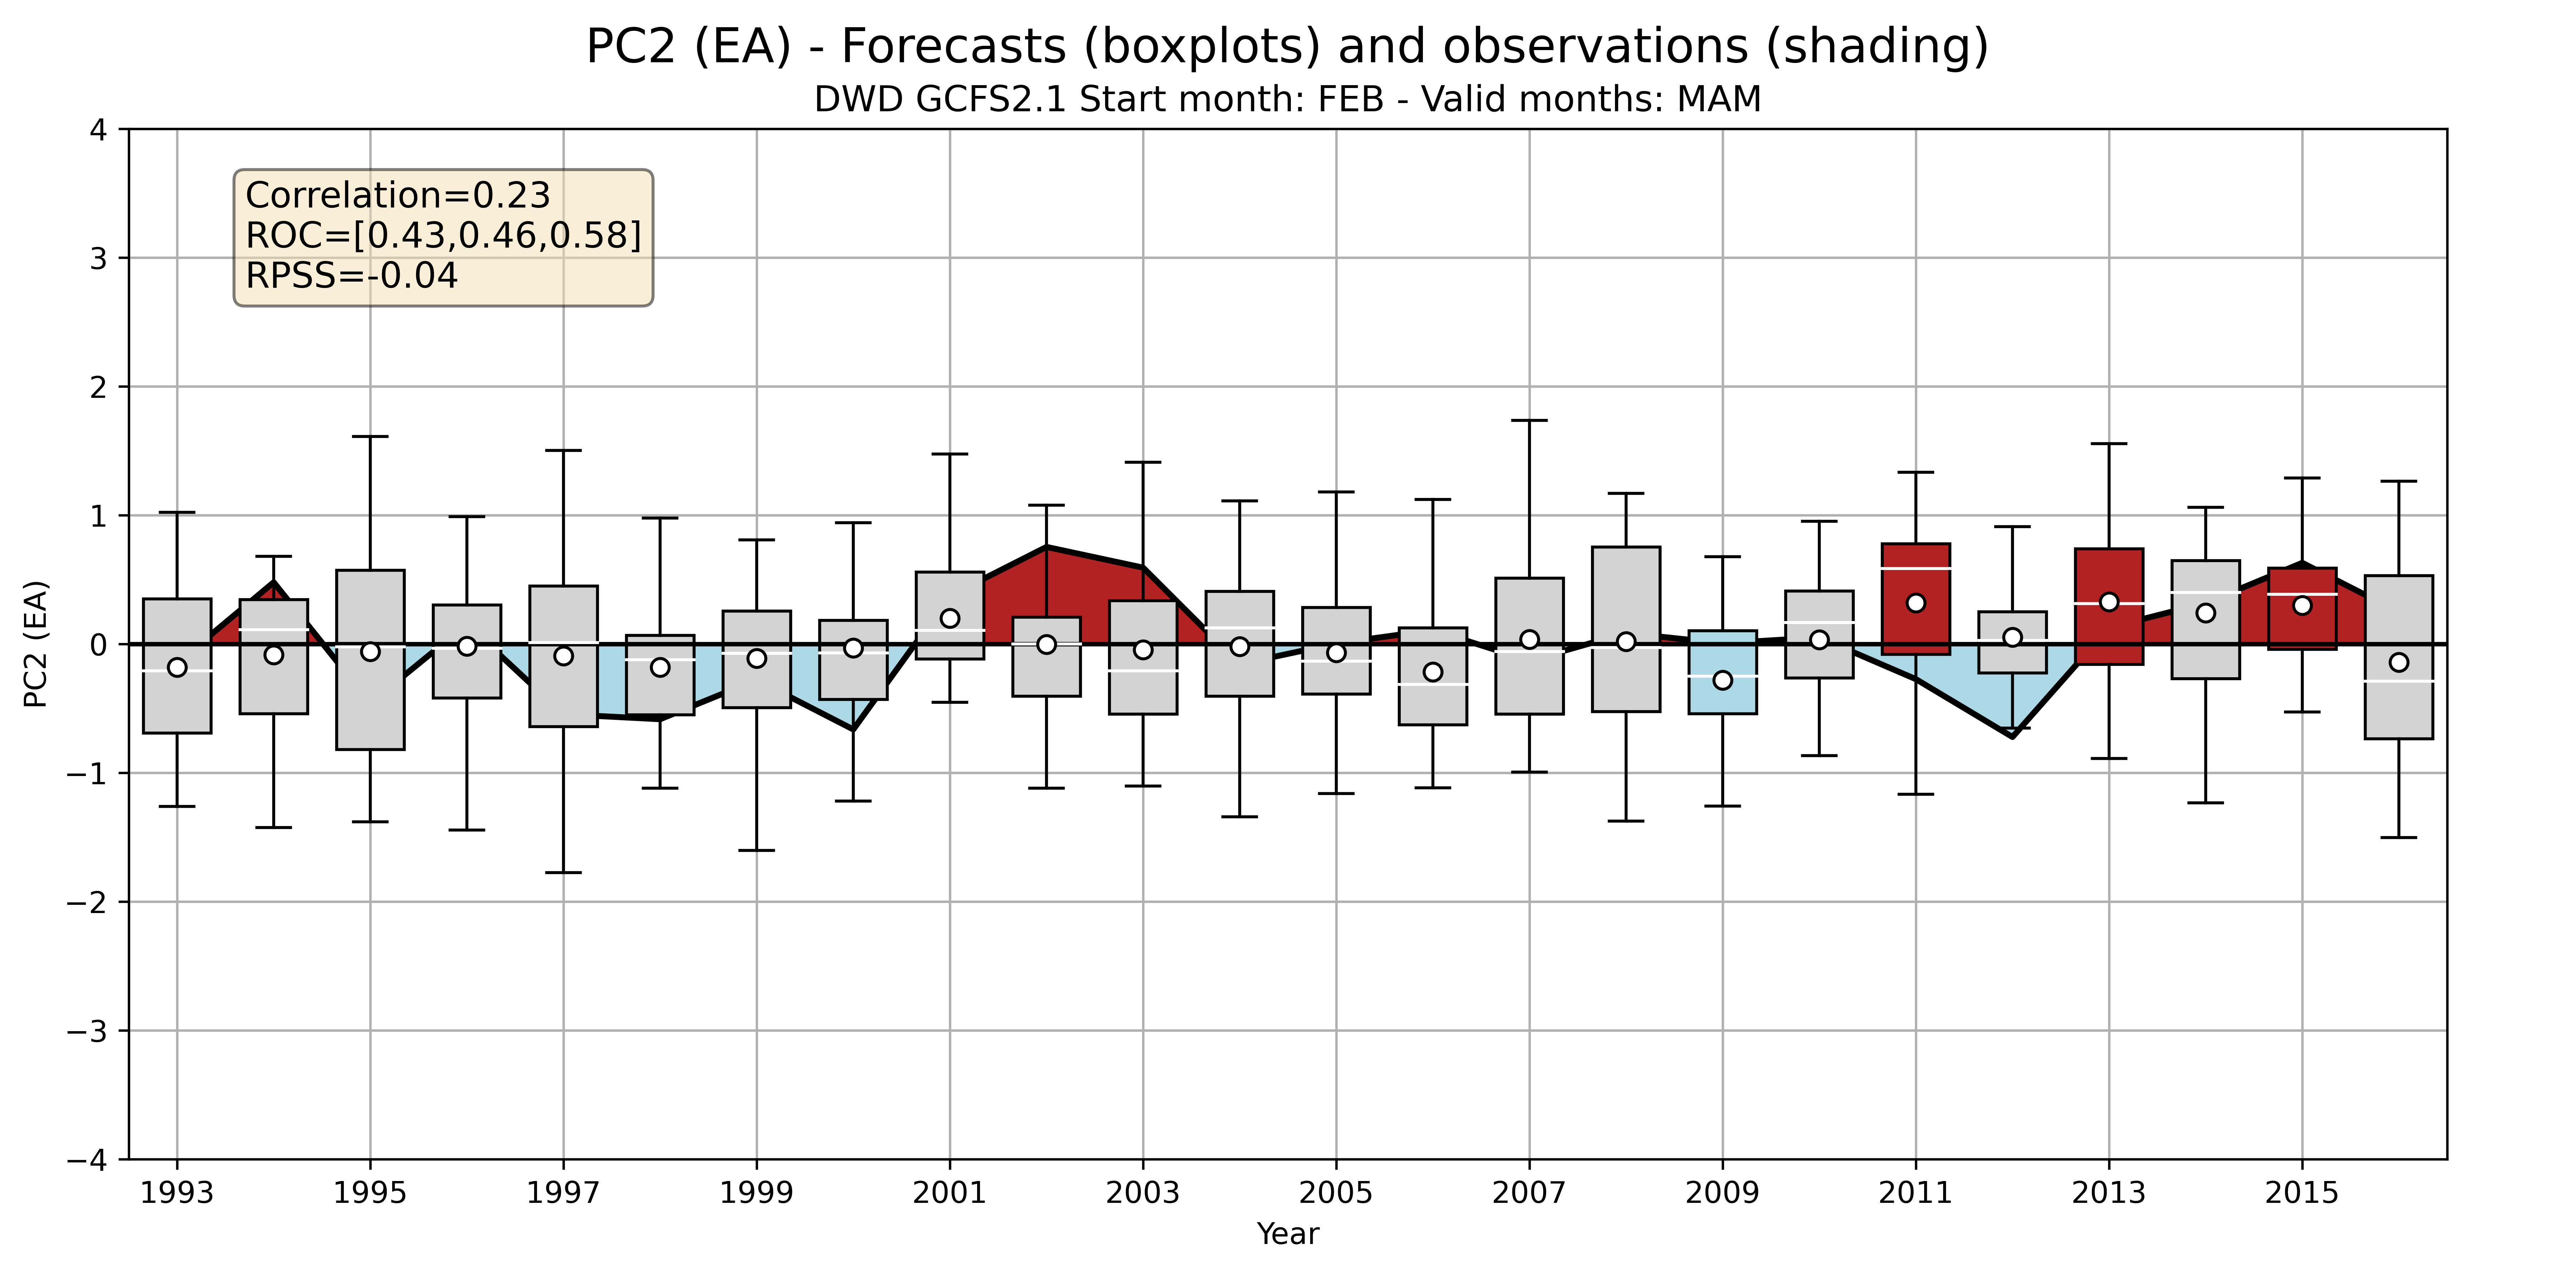 PC2 (EA) - Forecasts (boxplots) and observations (shading)
DWD GCFS2.1 Start month: FEB - Valid months: MAM
Correlation=0.23
ROC=[0.43,0.46,0.58]
RPSS=-0.04
PC2 (EA)
4
3
2
1
0
−1
−2
−3
−4
1993 1995 1997 1999 2001 2003 2005 2007 2009 2011 2013 2015
Year